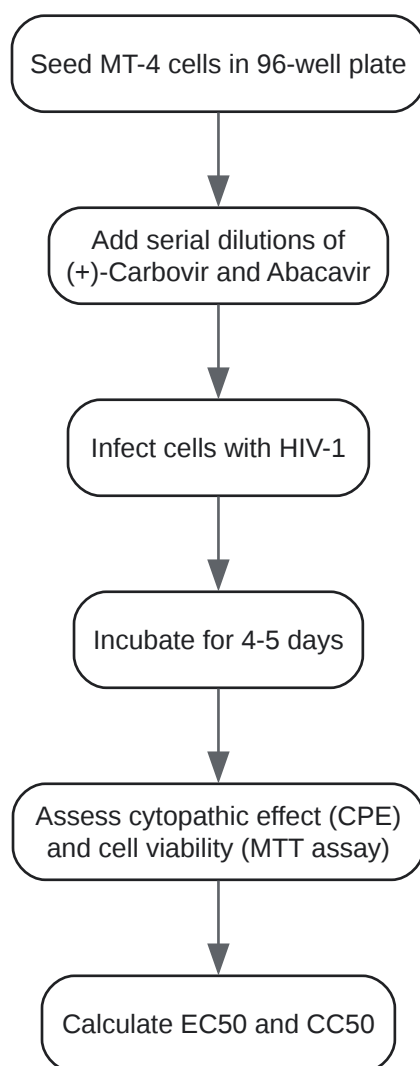 Seed MT-4 cells in 96-well plate
Add serial dilutions of
(+)-Carbovir and Abacavir
Infect cells with HIV-1
Incubate for 4-5 days
Assess cytopathic effect (CPE)
and cell viability (MTT assay)
Calculate EC50 and CC50